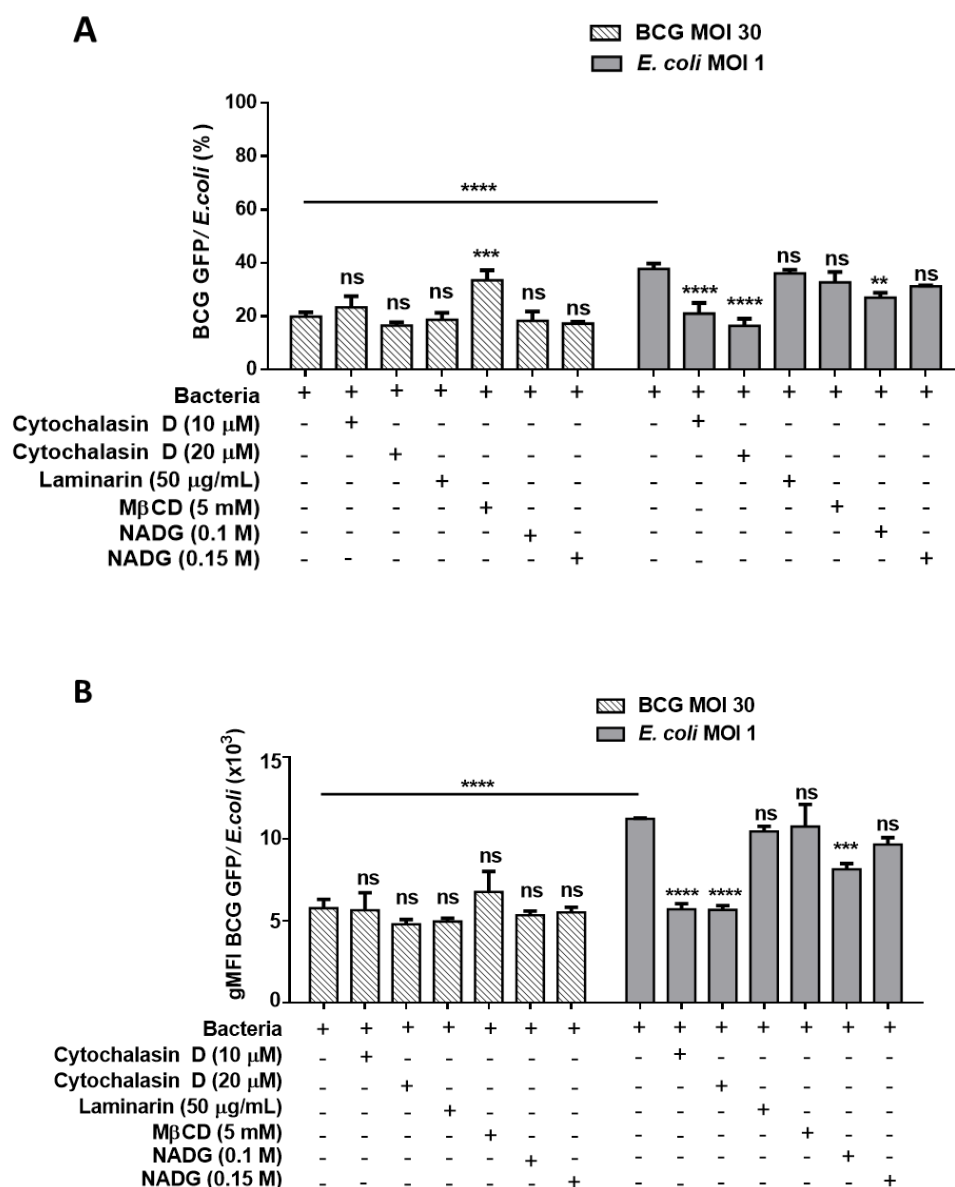 A
BCG MOI 30
E. coli MOI 1
BCG GFP/ E.coli (%)
100
80
60
40
20
0
****
ns
ns
ns
***
ns
ns
****
****
ns
ns
**
ns
Bacteria + + + + + + + + + + + + + +
Cytochalasin D (10 μM) - + - - - - - - + - - - - -
Cytochalasin D (20 μM) - - + - - - - - - + - - - -
Laminarin (50 μg/mL) - - - + - - - - - - + - - -
MβCD (5 mM) - - - - + - - - - - - + - -
NADG (0.1 M) - - - - - + - - - - - - + -
NADG (0.15 M) - - - - - - + - - - - - - +
B
BCG MOI 30
E. coli MOI 1
gMFI BCG GFP/ E.coli (x10³)
15
10
5
0
****
ns
ns
ns
ns
ns
ns
****
****
ns
ns
***
ns
Bacteria + + + + + + + + + + + + + +
Cytochalasin D (10 μM) - + - - - - - - + - - - - -
Cytochalasin D (20 μM) - - + - - - - - - + - - - -
Laminarin (50 μg/mL) - - - + - - - - - - + - - -
MβCD (5 mM) - - - - + - - - - - - + - -
NADG (0.1 M) - - - - - + - - - - - - + -
NADG (0.15 M) - - - - - - + - - - - - - +